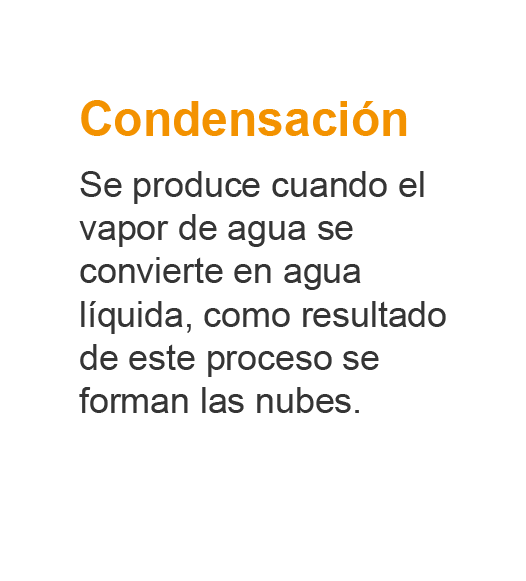 Condensación
Se produce cuando el
vapor de agua se
convierte en agua
líquida, como resultado
de este proceso se
forman las nubes.